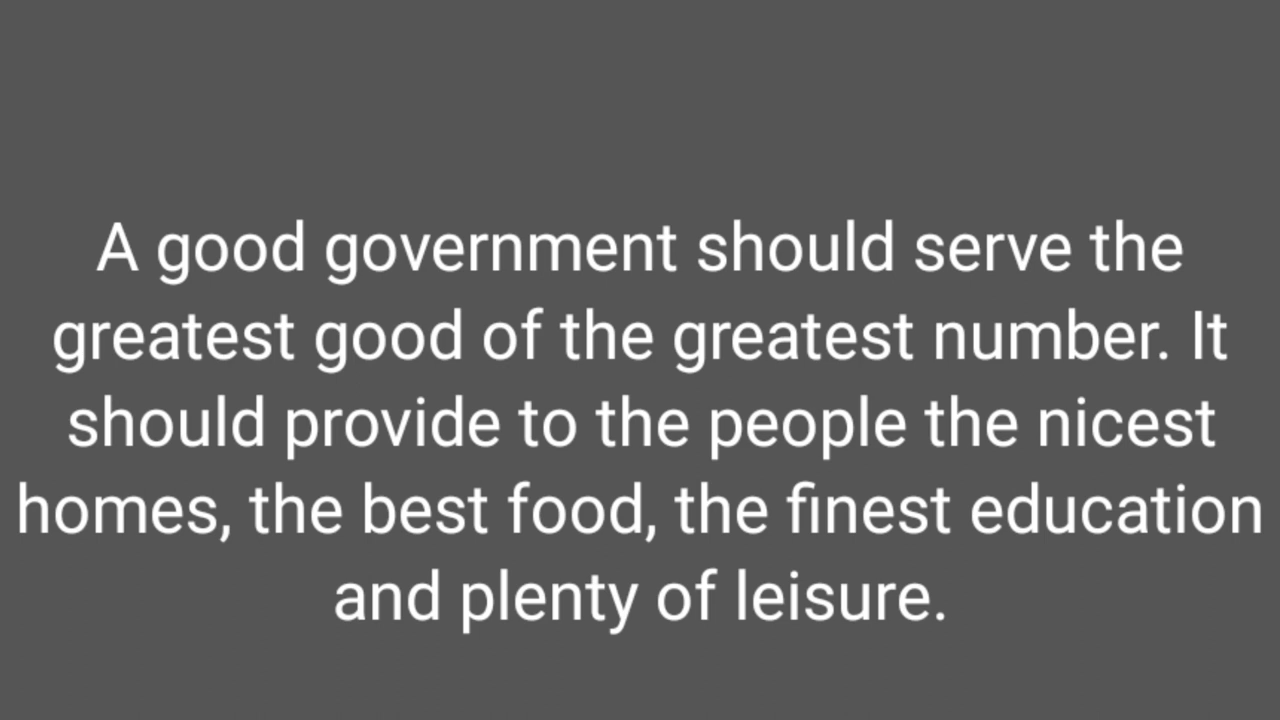 A good government should serve the
greatest good of the greatest number. It
should provide to the people the nicest
homes, the best food, the finest education
and plenty of leisure.